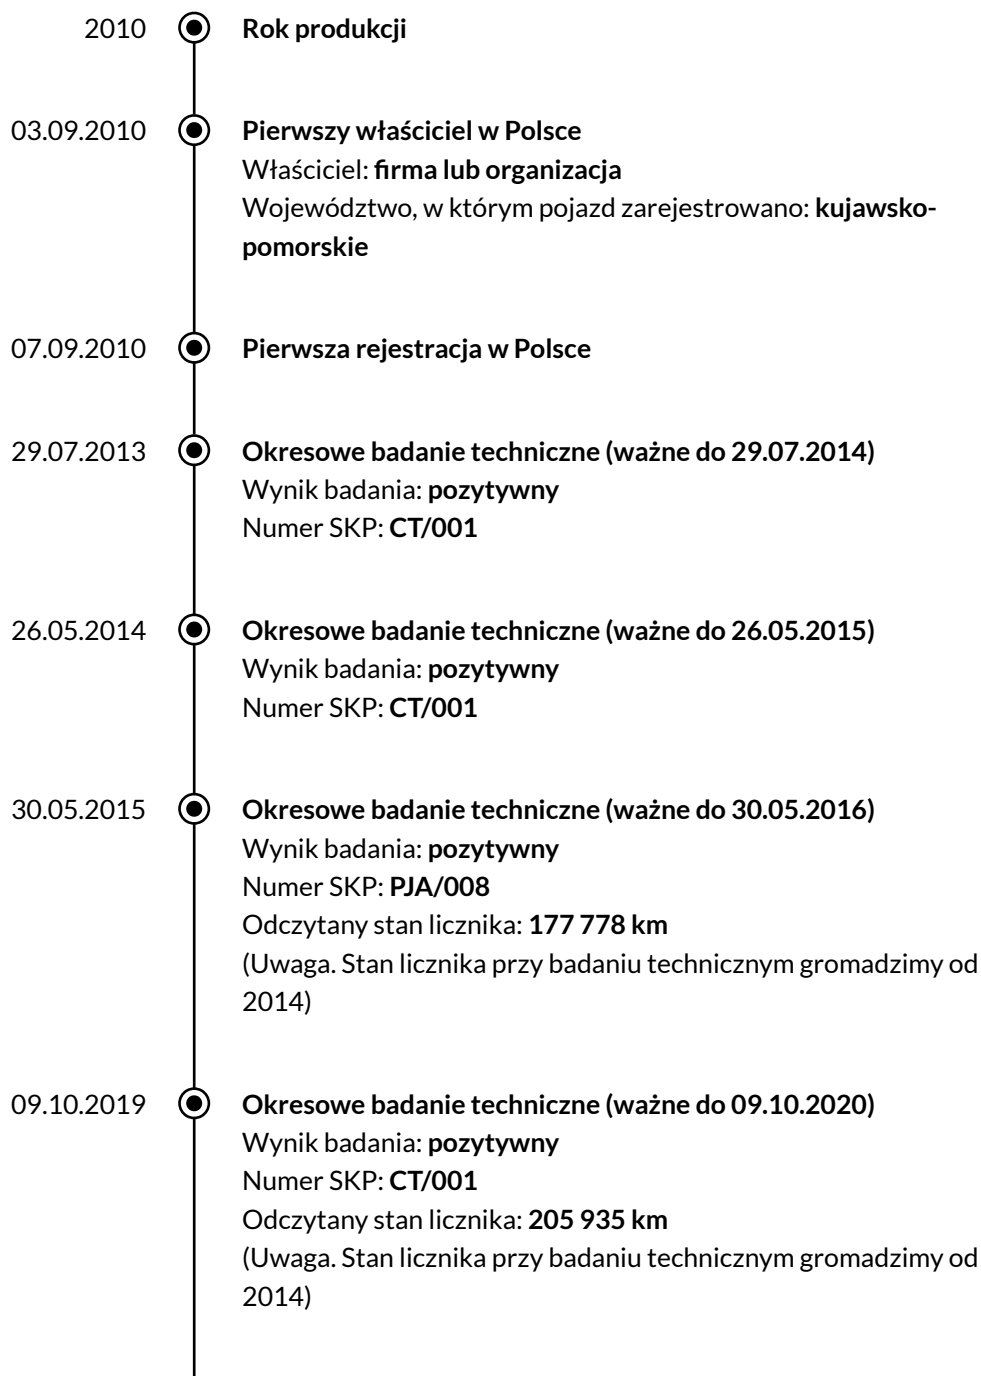 2010 Rok produkcji
03.09.2010 Pierwszy właściciel w Polsce
Właściciel: firma lub organizacja
Województwo, w którym pojazd zarejestrowano: kujawsko-
pomorskie
07.09.2010 Pierwsza rejestracja w Polsce
29.07.2013 Okresowe badanie techniczne (ważne do 29.07.2014)
Wynik badania: pozytywny
Numer SKP: CT/001
26.05.2014 Okresowe badanie techniczne (ważne do 26.05.2015)
Wynik badania: pozytywny
Numer SKP: CT/001
30.05.2015 Okresowe badanie techniczne (ważne do 30.05.2016)
Wynik badania: pozytywny
Numer SKP: PJA/008
Odczytany stan licznika: 177 778 km
(Uwaga. Stan licznika przy badaniu technicznym gromadzimy od
2014)
09.10.2019 Okresowe badanie techniczne (ważne do 09.10.2020)
Wynik badania: pozytywny
Numer SKP: CT/001
Odczytany stan licznika: 205 935 km
(Uwaga. Stan licznika przy badaniu technicznym gromadzimy od
2014)